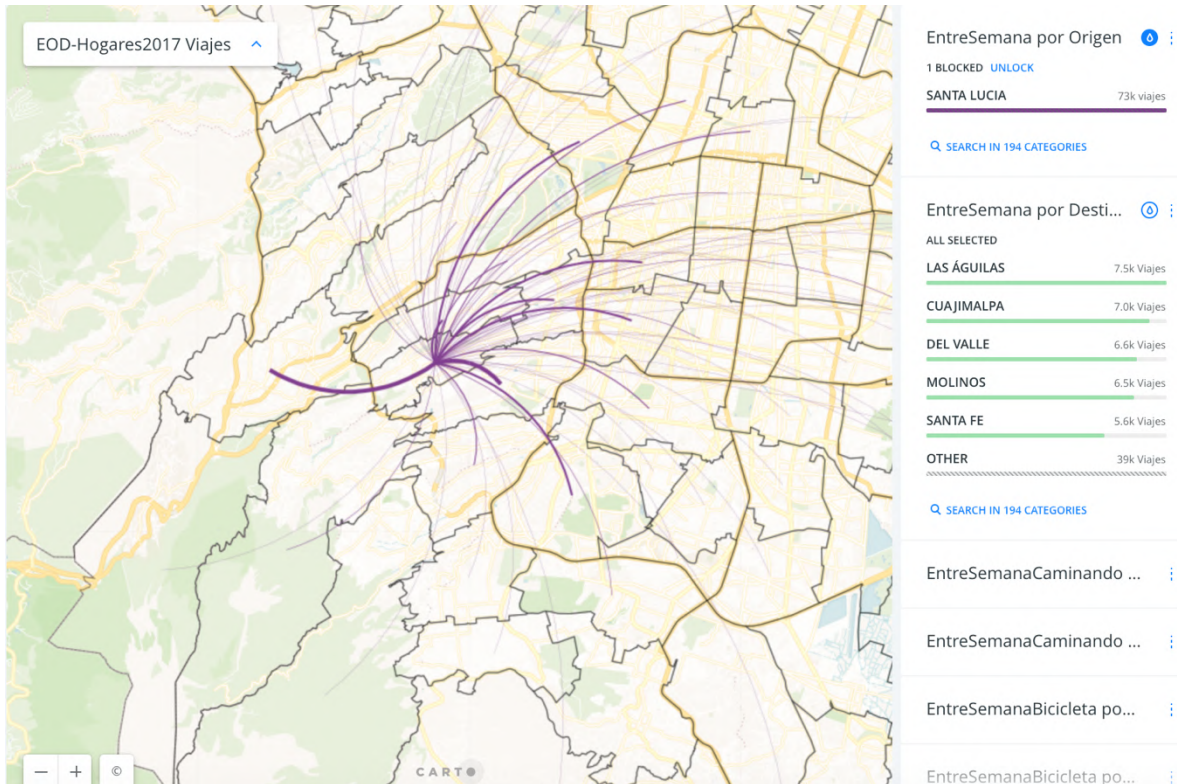 EOD-Hogares2017 Viajes
EntreSemana por Origen
1 BLOCKED UNLOCK
SANTA LUCIA 73k viajes
SEARCH IN 194 CATEGORIES
EntreSemana por Desti...
ALL SELECTED
LAS ÁGUILAS 7.5k Viajes
CUAJIMALPA 7.0k Viajes
DEL VALLE 6.6k Viajes
MOLINOS 6.5k Viajes
SANTA FE 5.6k Viajes
OTHER 39k Viajes
SEARCH IN 194 CATEGORIES
EntreSemanaCaminando ...
EntreSemanaCaminando ...
EntreSemanaBicicleta po...
EntreSemanaBicicleta po...
©
CARTO